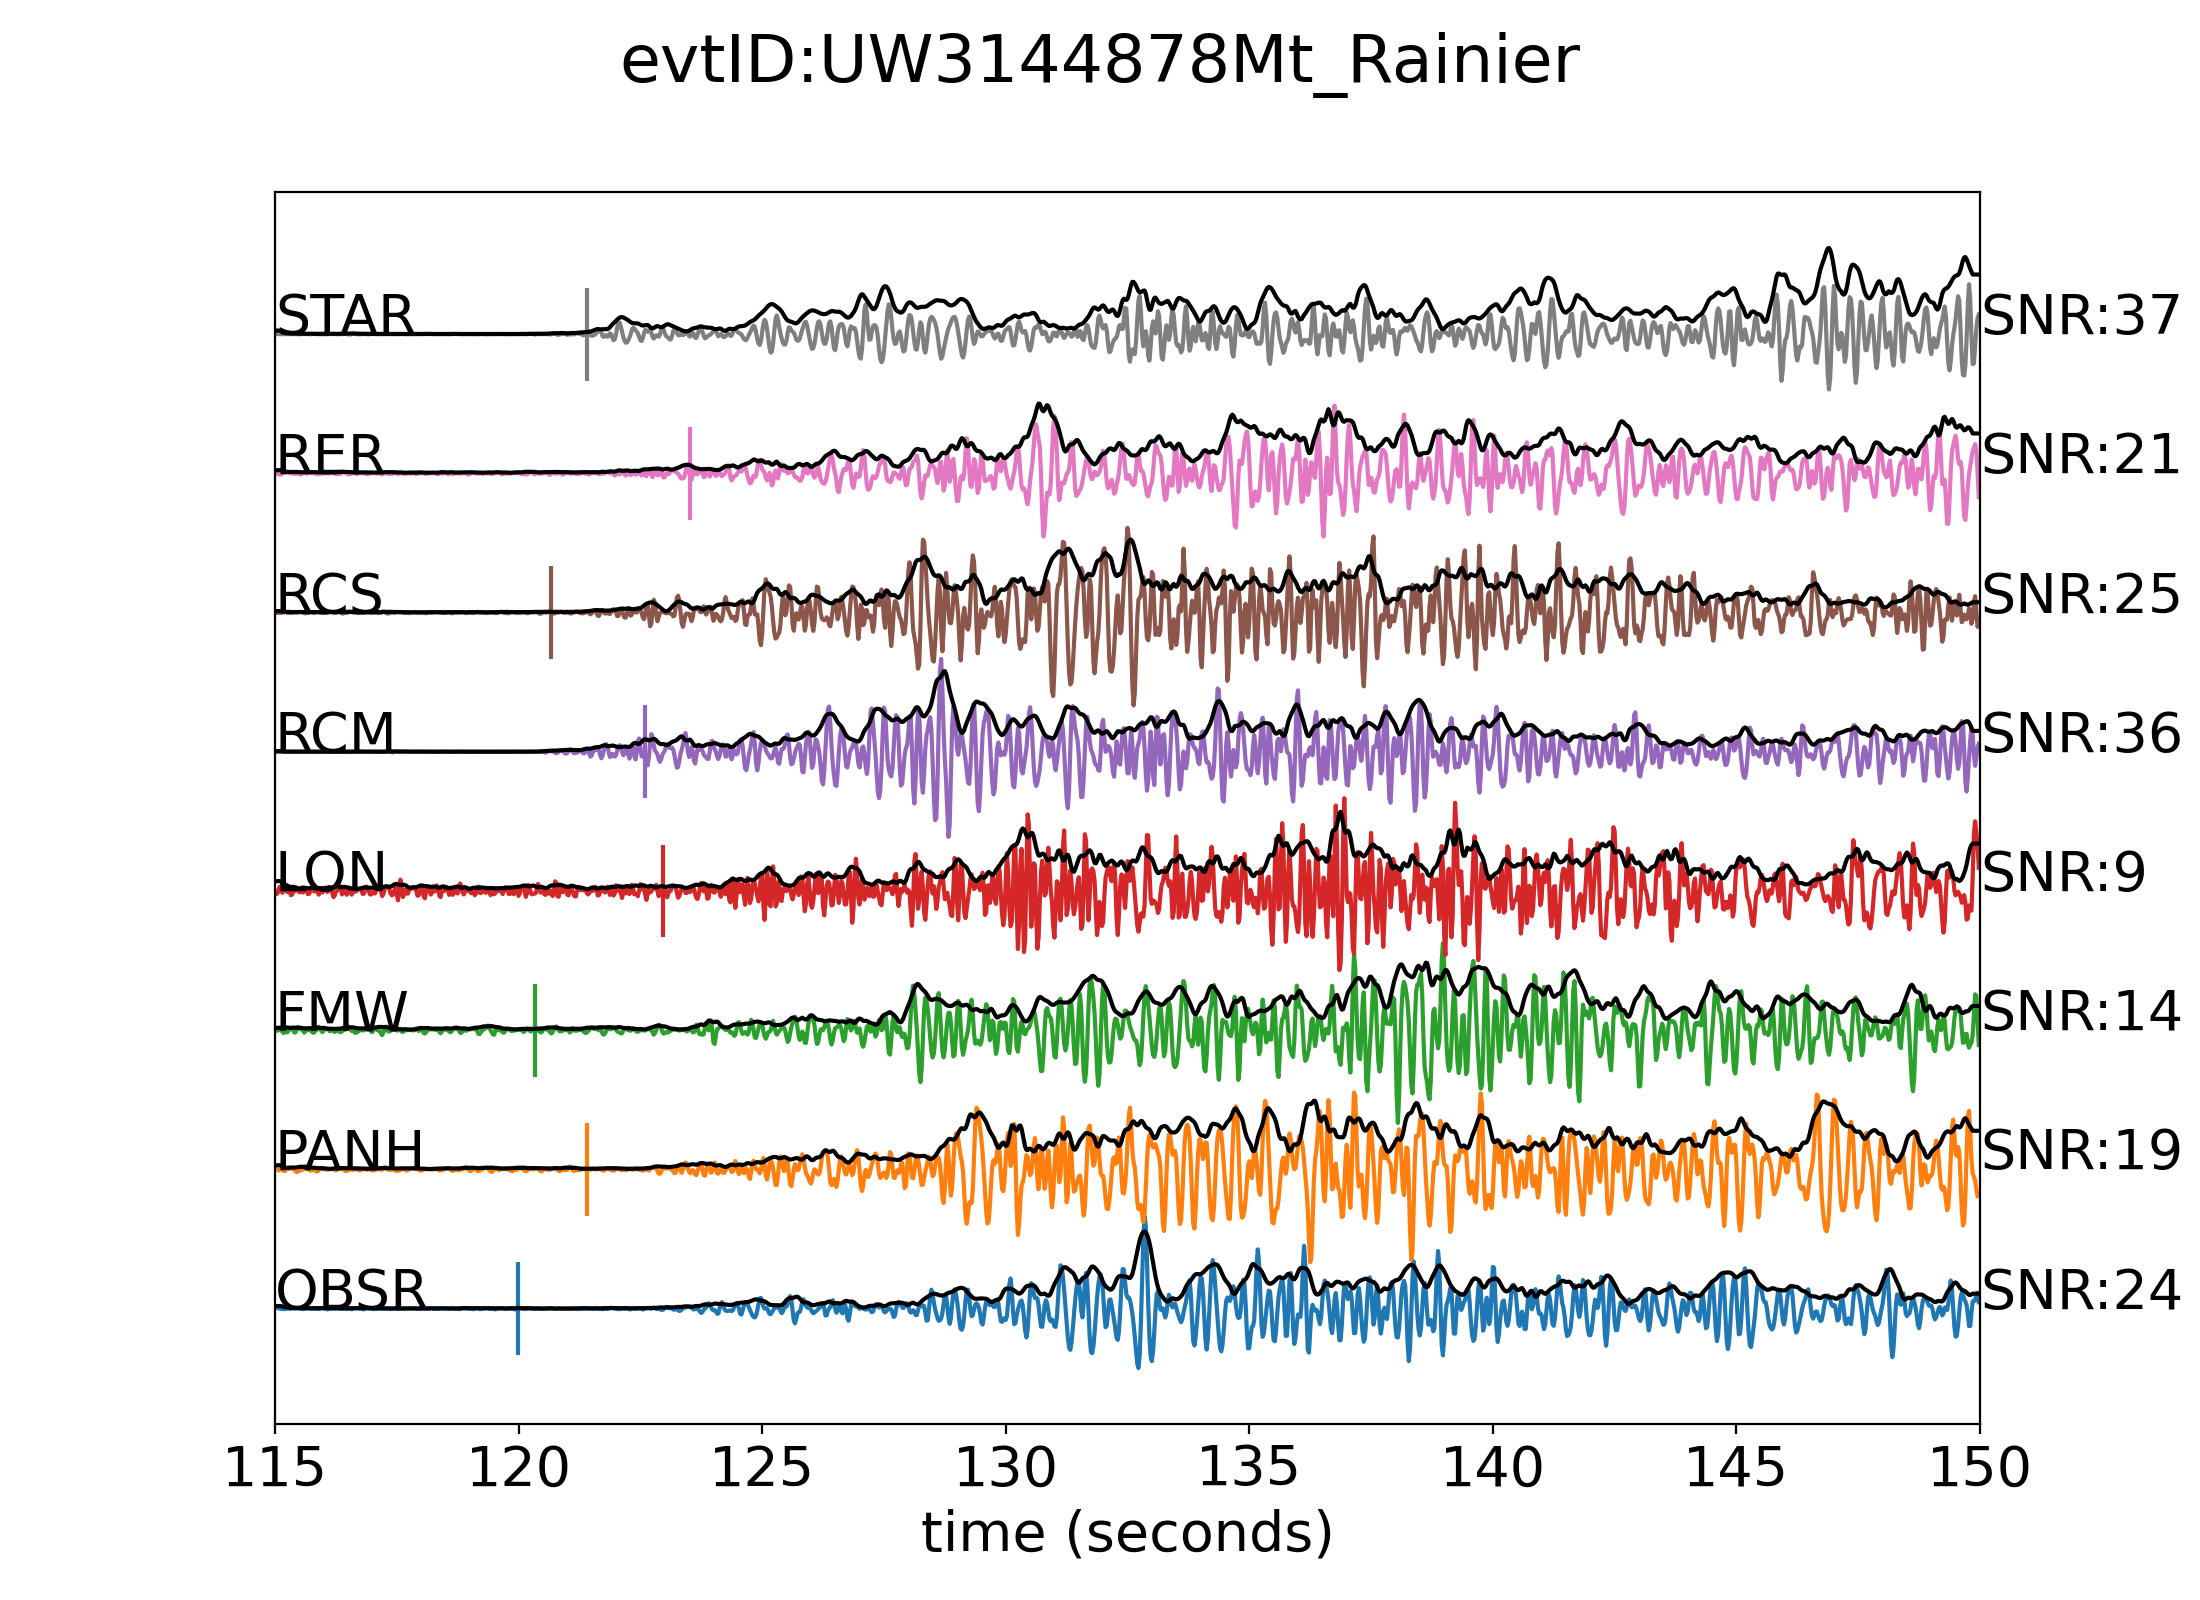 evtID:UW3144878Mt_Rainier
STAR SNR:37
RER SNR:21
RCS SNR:25
RCM SNR:36
LON SNR:9
FMW SNR:14
PANH SNR:19
OBSR SNR:24
115 120 125 130 135 140 145 150
time (seconds)